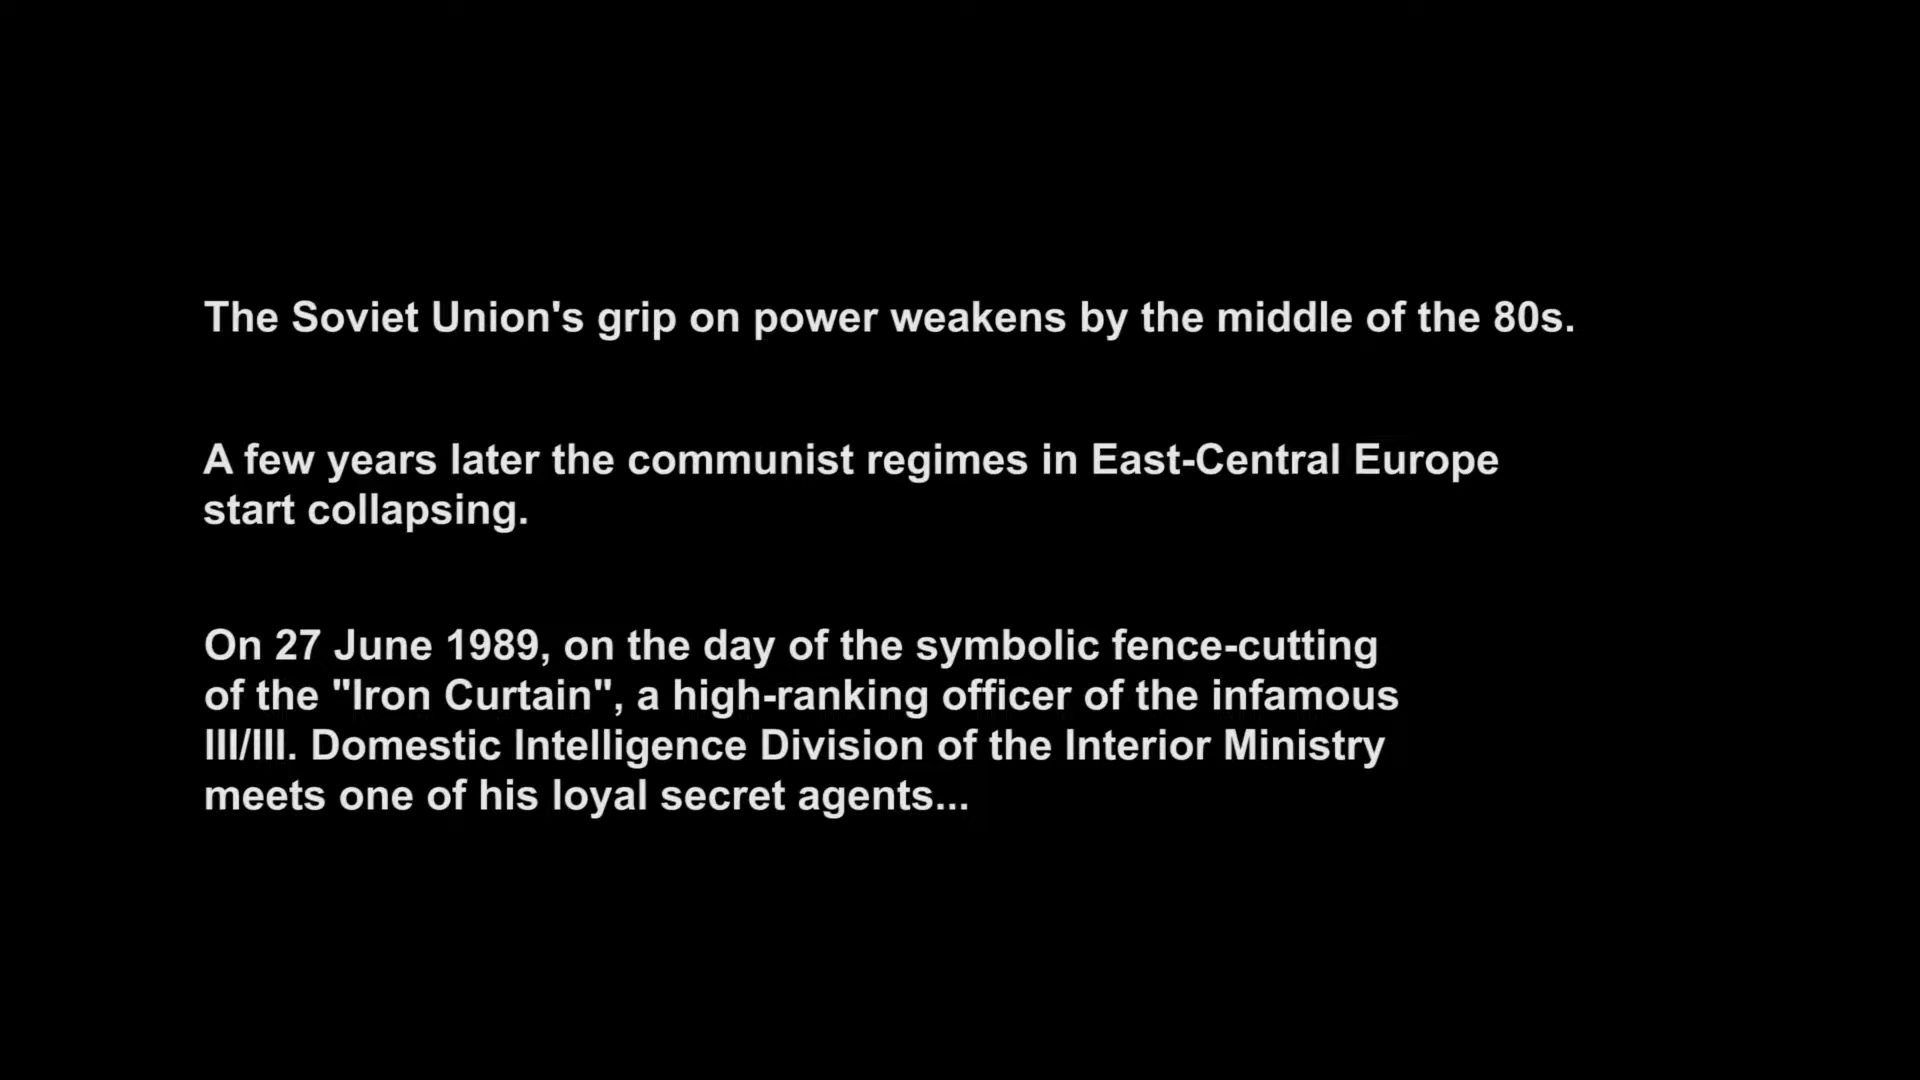 The Soviet Union's grip on power weakens by the middle of the 80s.
A few years later the communist regimes in East-Central Europe
start collapsing.
On 27 June 1989, on the day of the symbolic fence-cutting
of the "Iron Curtain", a high-ranking officer of the infamous
III/III. Domestic Intelligence Division of the Interior Ministry
meets one of his loyal secret agents...